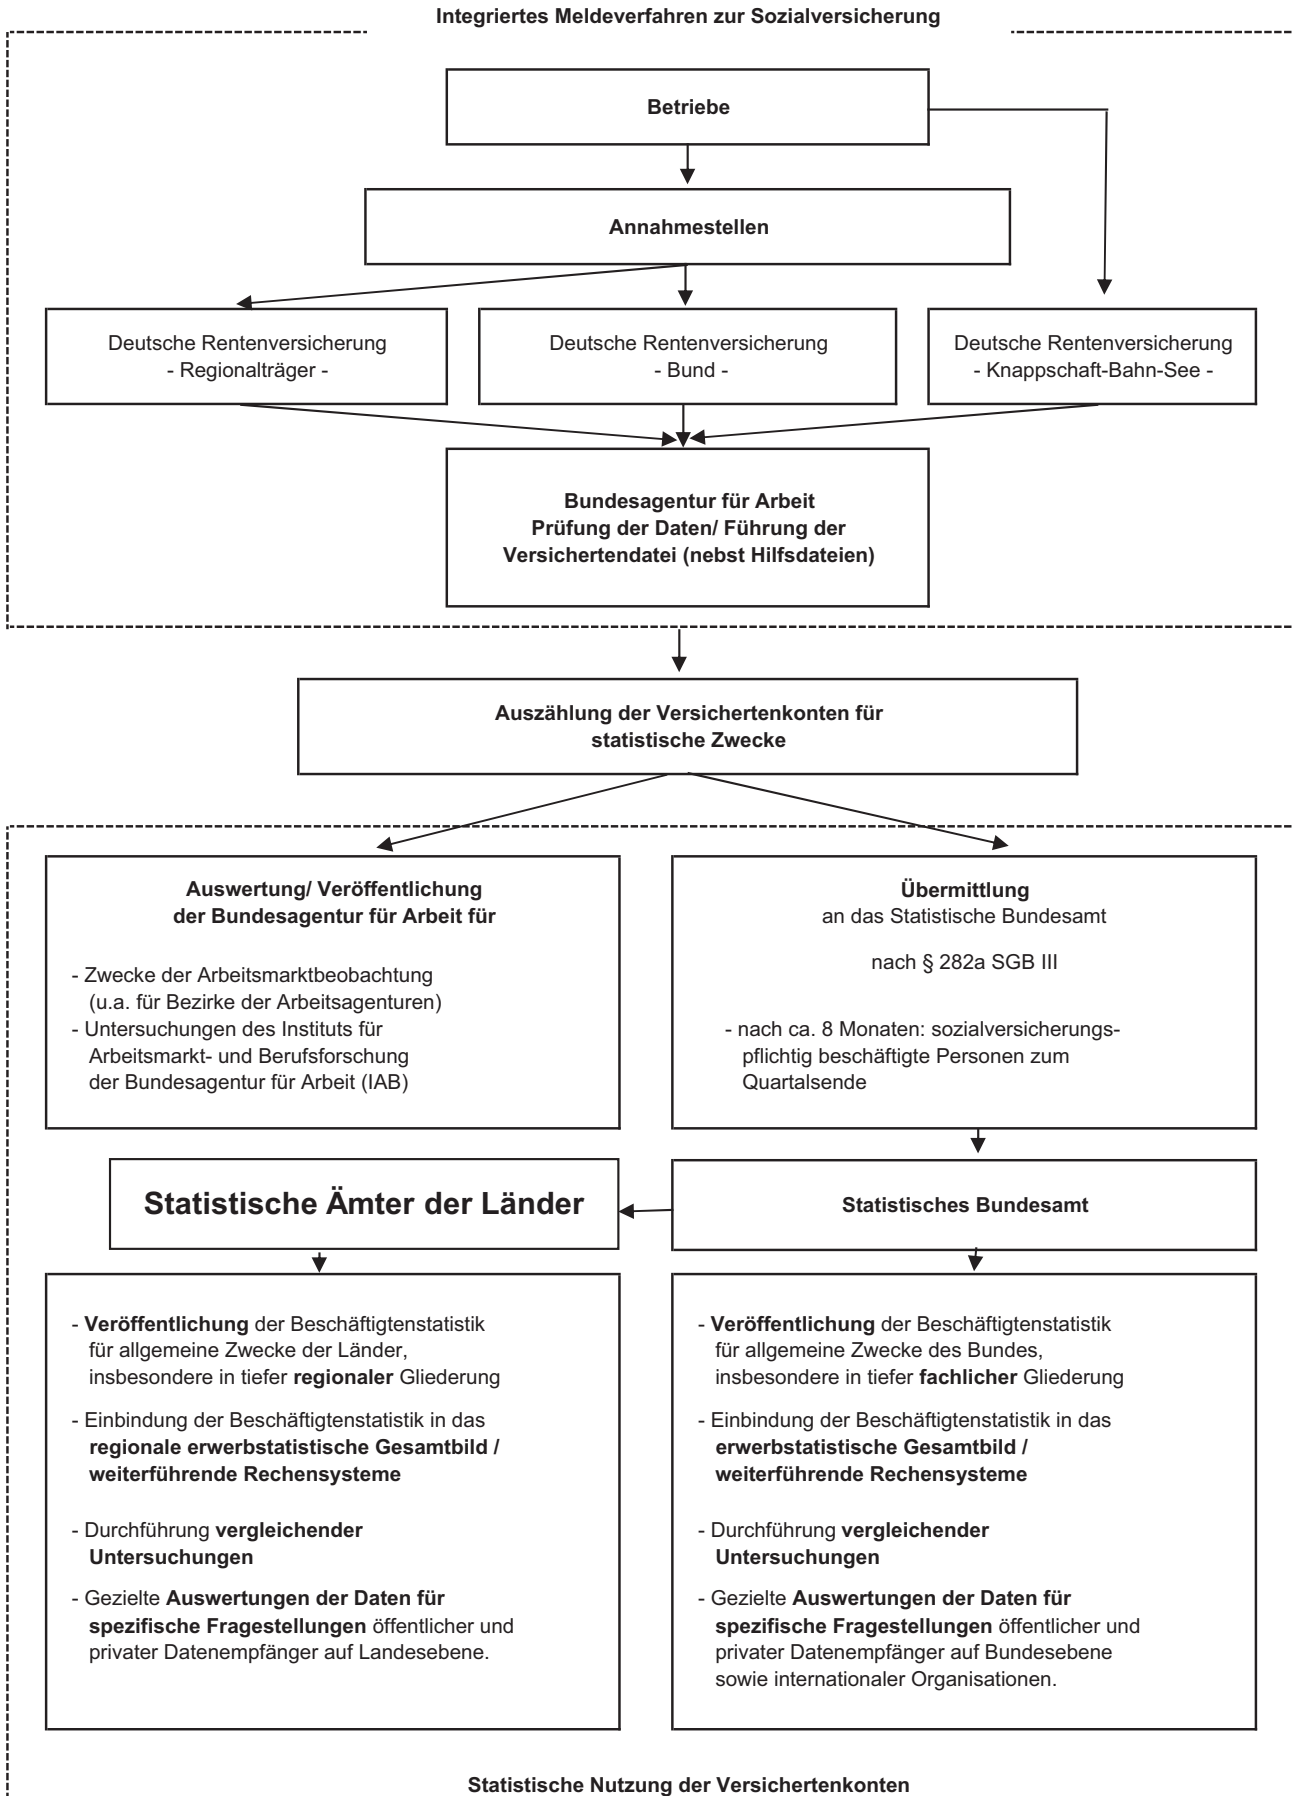 Integriertes Meldeverfahren zur Sozialversicherung
Betriebe
Annahmestellen
Deutsche Rentenversicherung
- Regionalträger -
Deutsche Rentenversicherung
- Bund -
Deutsche Rentenversicherung
- Knappschaft-Bahn-See -
Bundesagentur für Arbeit
Prüfung der Daten/ Führung der
Versichertendatei (nebst Hilfsdateien)
Auszählung der Versichertenkonten für
statistische Zwecke
Auswertung/ Veröffentlichung
der Bundesagentur für Arbeit für
- Zwecke der Arbeitsmarktbeobachtung
(u.a. für Bezirke der Arbeitsagenturen)
- Untersuchungen des Instituts für
Arbeitsmarkt- und Berufsforschung
der Bundesagentur für Arbeit (IAB)
Übermittlung
an das Statistische Bundesamt
nach § 282a SGB III
- nach ca. 8 Monaten: sozialversicherungs-
pflichtig beschäftigte Personen zum
Quartalsende
Statistische Ämter der Länder
Statistisches Bundesamt
- Veröffentlichung der Beschäftigtenstatistik
für allgemeine Zwecke der Länder,
insbesondere in tiefer regionaler Gliederung
- Einbindung der Beschäftigtenstatistik in das
regionale erwerbstatistische Gesamtbild /
weiterführende Rechensysteme
- Durchführung vergleichender
Untersuchungen
- Gezielte Auswertungen der Daten für
spezifische Fragestellungen öffentlicher und
privater Datenempfänger auf Landesebene.
- Veröffentlichung der Beschäftigtenstatistik
für allgemeine Zwecke des Bundes,
insbesondere in tiefer fachlicher Gliederung
- Einbindung der Beschäftigtenstatistik in das
erwerbstatistische Gesamtbild /
weiterführende Rechensysteme
- Durchführung vergleichender
Untersuchungen
- Gezielte Auswertungen der Daten für
spezifische Fragestellungen öffentlicher und
privater Datenempfänger auf Bundesebene
sowie internationaler Organisationen.
Statistische Nutzung der Versichertenkonten